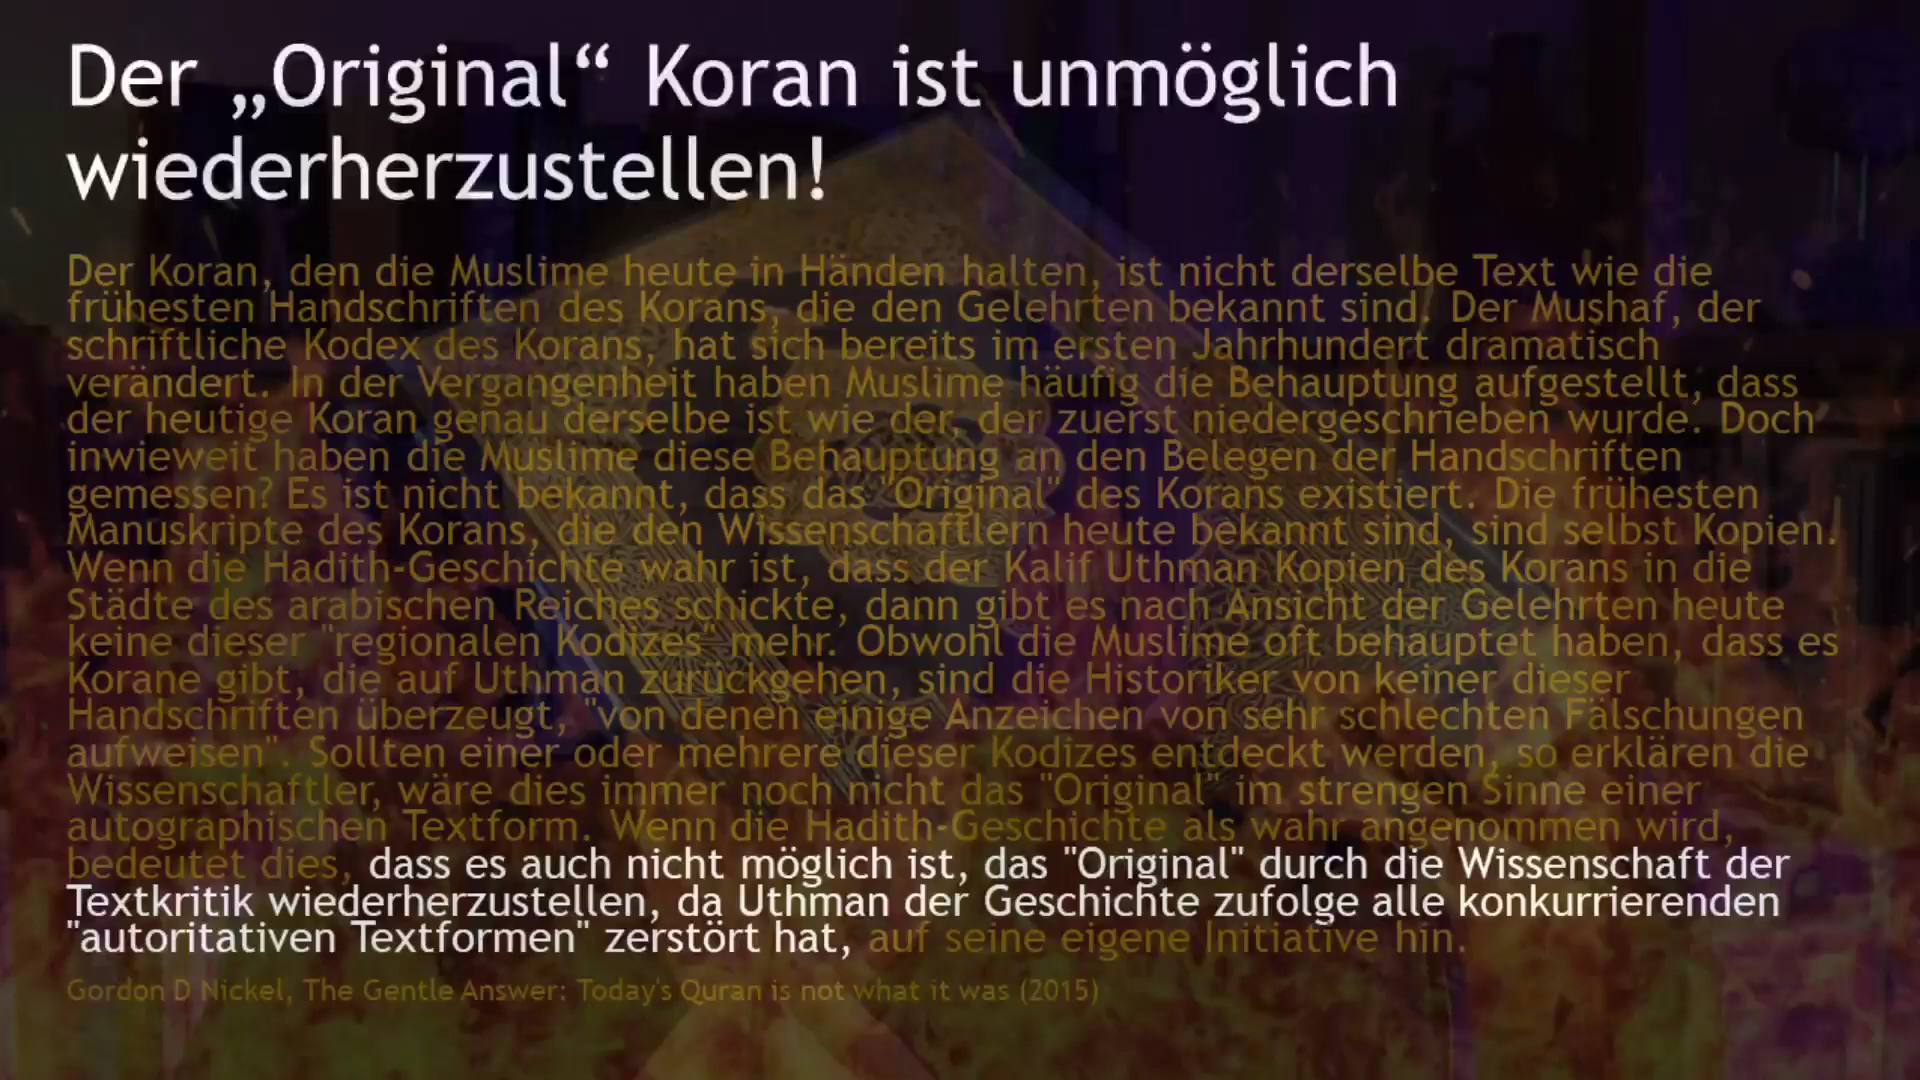 Der „Original“ Koran ist unmöglich
wiederherzustellen!
Der Koran, den die Muslime heute in Händen halten, ist nicht derselbe Text wie die
frühesten Handschriften des Korans, die den Gelehrten bekannt sind. Der Mushaf, der
schriftliche Kodex des Korans, hat sich bereits im ersten Jahrhundert dramatisch
verändert. In der Vergangenheit haben Muslime häufig die Behauptung aufgestellt, dass
der heutige Koran genau derselbe ist wie der, der zuerst niedergeschrieben wurde. Doch
inwieweit haben die Muslime diese Behauptung an den Belegen der Handschriften
gemessen? Es ist nicht bekannt, dass das "Original" des Korans existiert. Die frühesten
Manuskripte des Korans, die den Wissenschaftlern heute bekannt sind, sind selbst Kopien.
Wenn die Hadith-Geschichte wahr ist, dass der Kalif Uthman Kopien des Korans in die
Städte des arabischen Reiches schickte, dann gibt es nach Ansicht der Gelehrten heute
keine dieser "regionalen Kodizes" mehr. Obwohl die Muslime oft behauptet haben, dass es
Korane gibt, die auf Uthman zurückgehen, sind die Historiker von keiner dieser
Handschriften überzeugt, "von denen einige Anzeichen von sehr schlechten Fälschungen
aufweisen". Sollten einer oder mehrere dieser Kodizes entdeckt werden, so erklären die
Wissenschaftler, wäre dies immer noch nicht das "Original" im strengen Sinne einer
autographischen Textform. Wenn die Hadith-Geschichte als wahr angenommen wird,
bedeutet dies, dass es auch nicht möglich ist, das "Original" durch die Wissenschaft der
Textkritik wiederherzustellen, da Uthman der Geschichte zufolge alle konkurrierenden
"autoritativen Textformen" zerstört hat, auf seine eigene Initiative hin.
Gordon D Nickel, The Gentle Answer: Today's Quran is not what it was (2015)